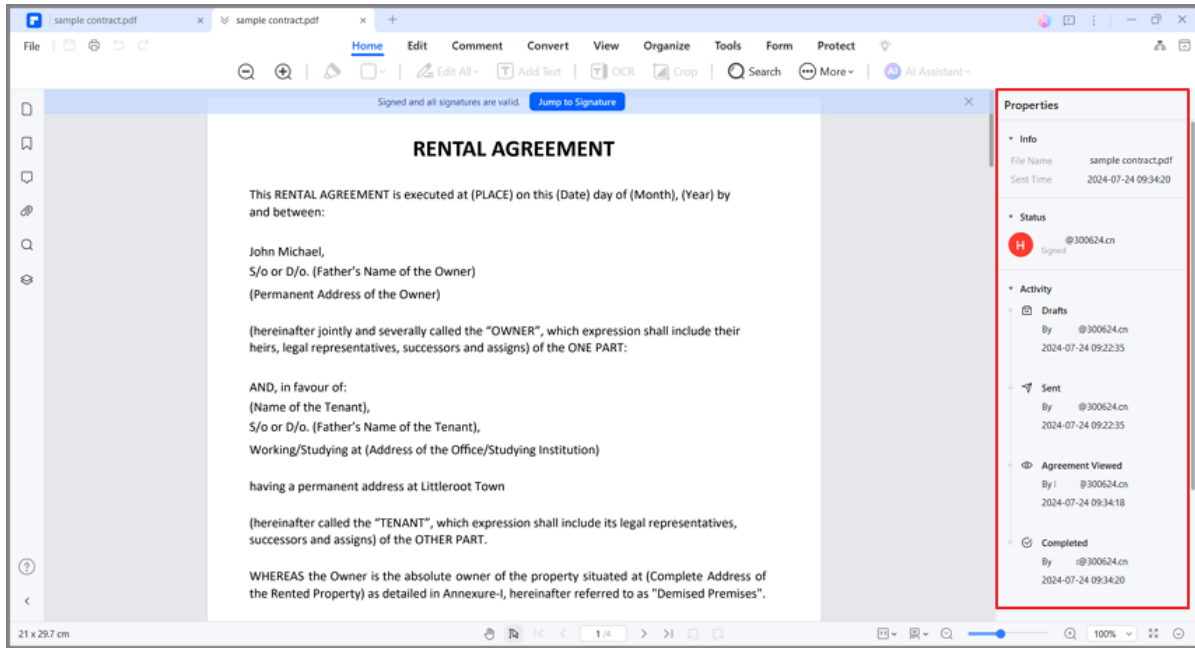 sample contract.pdf
sample contract.pdf
File
Home Edit Comment Convert View Organize Tools Form Protect
Edit All Add Text OCR Crop Search More AI AI Assistant
Signed and all signatures are valid. Jump to Signature
RENTAL AGREEMENT
This RENTAL AGREEMENT is executed at (PLACE) on this (Date) day of (Month), (Year) by
and between:
John Michael,
S/o or D/o. (Father's Name of the Owner)
(Permanent Address of the Owner)
(hereinafter jointly and severally called the “OWNER”, which expression shall include their
heirs, legal representatives, successors and assigns) of the ONE PART:
AND, in favour of:
(Name of the Tenant),
S/o or D/o. (Father's Name of the Tenant),
Working/Studying at (Address of the Office/Studying Institution)
having a permanent address at Littleroot Town
(hereinafter called the “TENANT”, which expression shall include its legal representatives,
successors and assigns) of the OTHER PART.
WHEREAS the Owner is the absolute owner of the property situated at (Complete Address of
the Rented Property) as detailed in Annexure-I, hereinafter referred to as "Demised Premises".
Properties
Info
File Name sample contract.pdf
Sent Time 2024-07-24 09:34:20
Status
H
@300624.cn
Signed
Activity
Drafts
By @300624.cn
2024-07-24 09:22:35
Sent
By @300624.cn
2024-07-24 09:22:35
Agreement Viewed
By @300624.cn
2024-07-24 09:34:18
Completed
By @300624.cn
2024-07-24 09:34:20
21 x 29.7 cm
1/4
100%